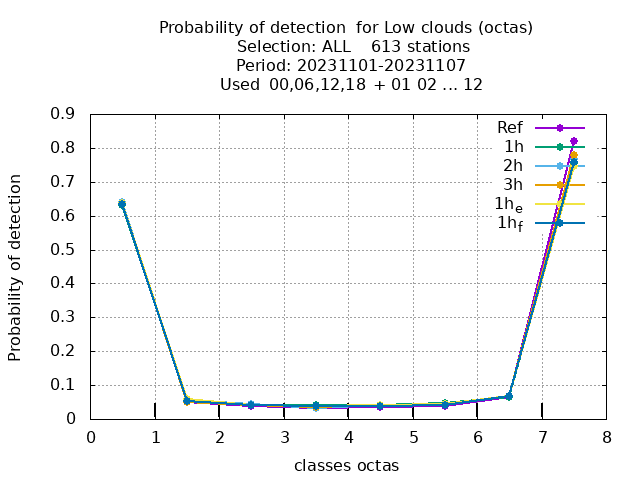 Probability of detection  for Low clouds (octas)
Selection: ALL    613 stations
Period: 20231101-20231107
Used  00,06,12,18  + 01 02 ... 12
Probability of detection
0.9
0.8
0.7
0.6
0.5
0.4
0.3
0.2
0.1
0
Ref
1h
2h
3h
1he
1hf
0 1 2 3 4 5 6 7 8
classes octas